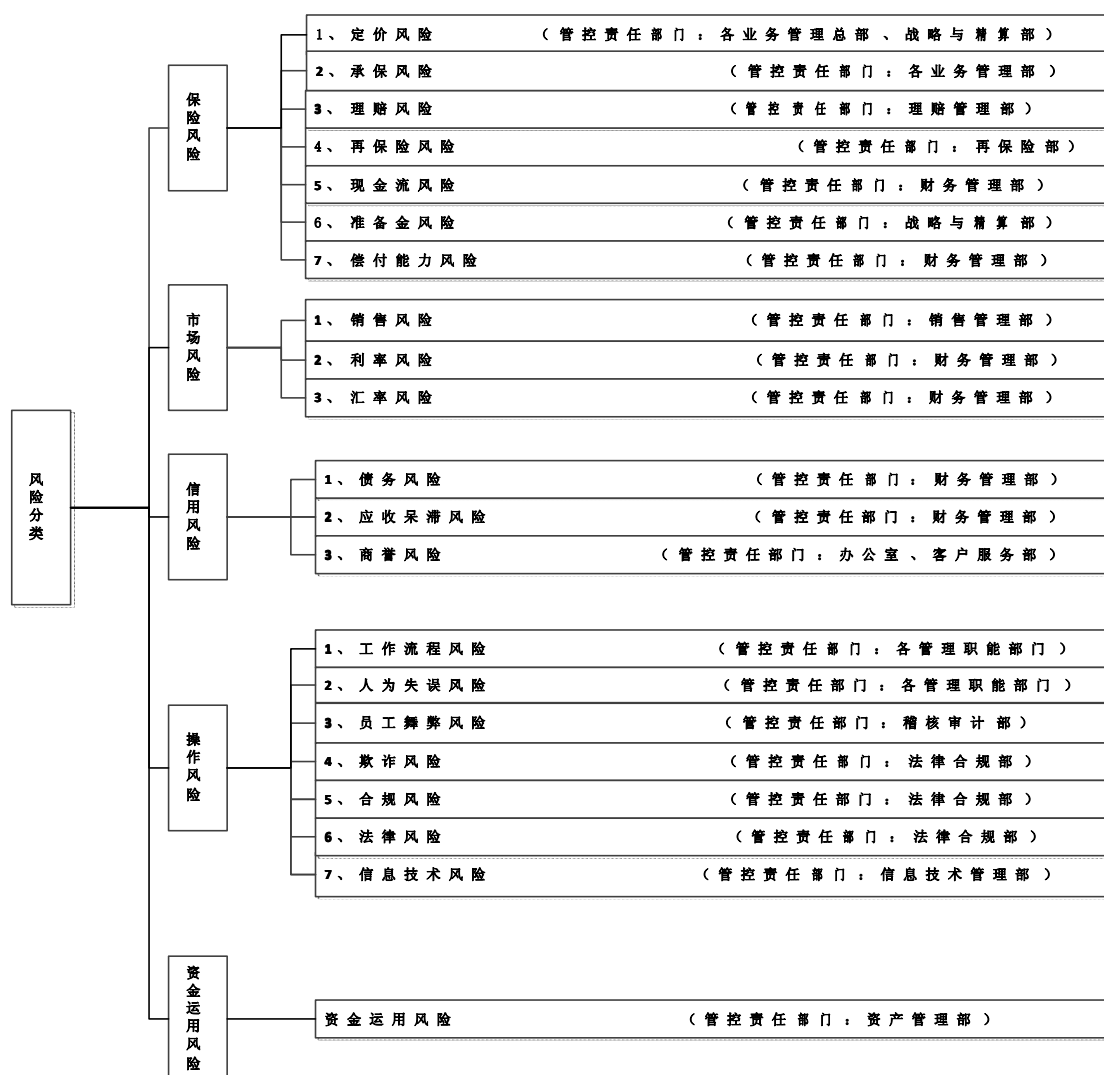 风险分类
保险风险
1、定价风险 （管控责任部门：各业务管理总部、战略与精算部）
2、承保风险 （管控责任部门：各业务管理部）
3、理赔风险 （管控责任部门：理赔管理部）
4、再保险风险 （管控责任部门：再保险部）
5、现金流风险 （管控责任部门：财务管理部）
6、准备金风险 （管控责任部门：战略与精算部）
7、偿付能力风险 （管控责任部门：财务管理部）
市场风险
1、销售风险 （管控责任部门：销售管理部）
2、利率风险 （管控责任部门：财务管理部）
3、汇率风险 （管控责任部门：财务管理部）
信用风险
1、债务风险 （管控责任部门：财务管理部）
2、应收呆滞风险 （管控责任部门：财务管理部）
3、商誉风险 （管控责任部门：办公室、客户服务部）
操作风险
1、工作流程风险 （管控责任部门：各管理职能部门）
2、人为失误风险 （管控责任部门：各管理职能部门）
3、员工舞弊风险 （管控责任部门：稽核审计部）
4、欺诈风险 （管控责任部门：法律合规部）
5、合规风险 （管控责任部门：法律合规部）
6、法律风险 （管控责任部门：法律合规部）
7、信息技术风险 （管控责任部门：信息技术管理部）
资金运用风险
资金运用风险 （管控责任部门：资产管理部）